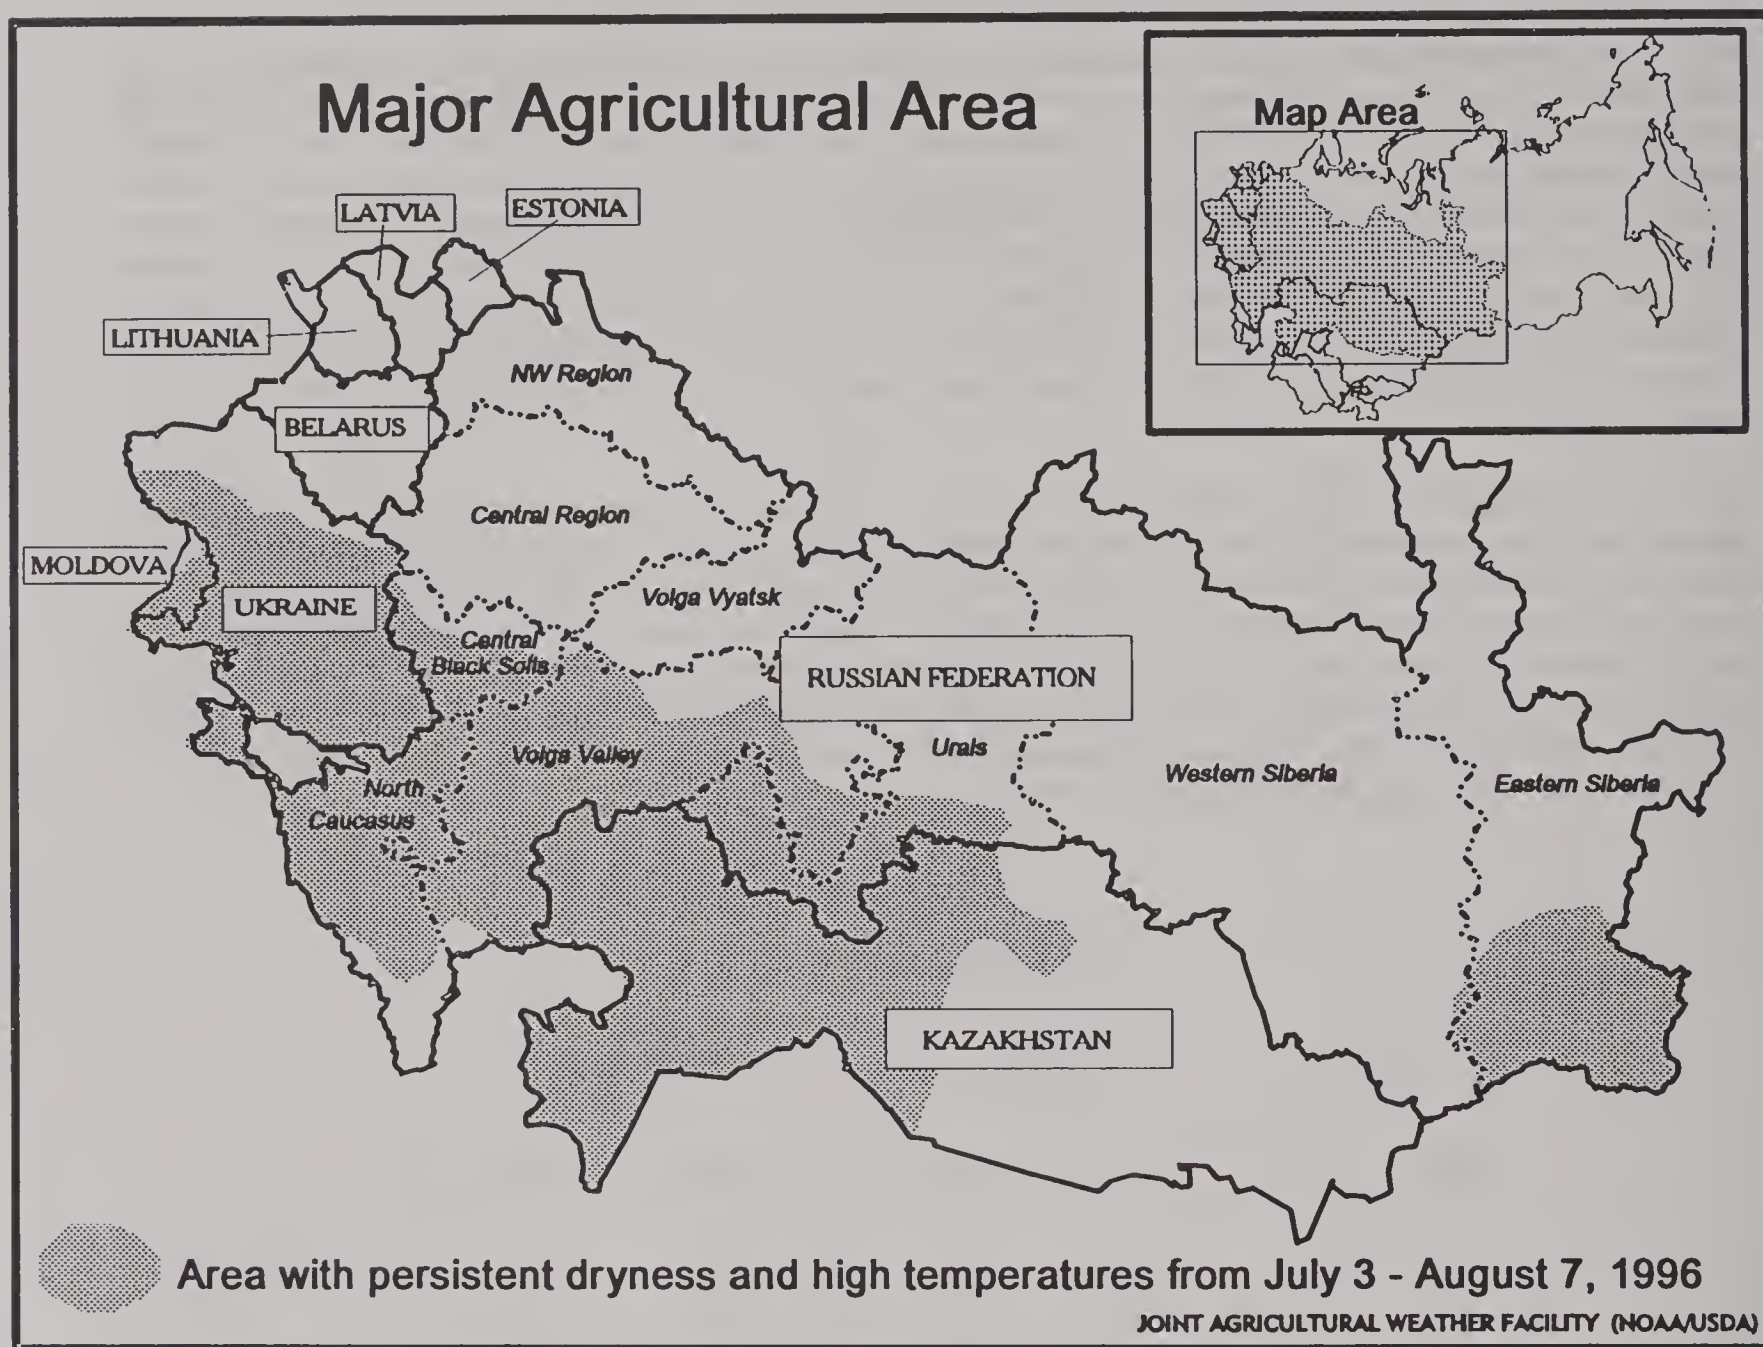 Major Agricultural Area
Map Area
LATVIA
ESTONIA
LITHUANIA
NW Region
BELARUS
Central Region
MOLDOVA
UKRAINE
Volga Vyatsk
Central
Black Soils
RUSSIAN FEDERATION
Volga Valley
Urals
Western Siberia
Eastern Siberia
North
Caucasus
KAZAKHSTAN
Area with persistent dryness and high temperatures from July 3 - August 7, 1996
JOINT AGRICULTURAL WEATHER FACILITY (NOAA/USDA)